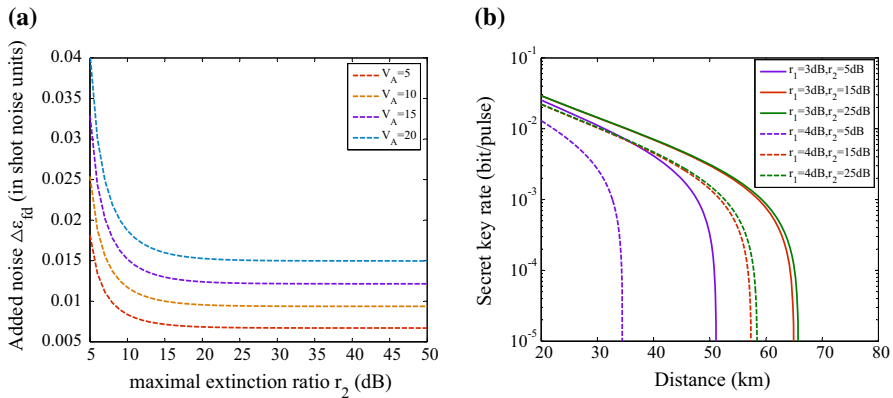 (a)
0.04
0.035
0.03
0.025
0.02
0.015
0.01
0.005
Added noise Δε_fd (in shot noise units)
5 10 15 20 25 30 35 40 45 50
maximal extinction ratio r_2 (dB)
V_A=5
V_A=10
V_A=15
V_A=20
(b)
10^-1
10^-2
10^-3
10^-4
10^-5
Secret key rate (bit/pulse)
20 30 40 50 60 70 80
Distance (km)
r_1=3dB,r_2=5dB
r_1=3dB,r_2=15dB
r_1=3dB,r_2=25dB
r_1=4dB,r_2=5dB
r_1=4dB,r_2=15dB
r_1=4dB,r_2=25dB